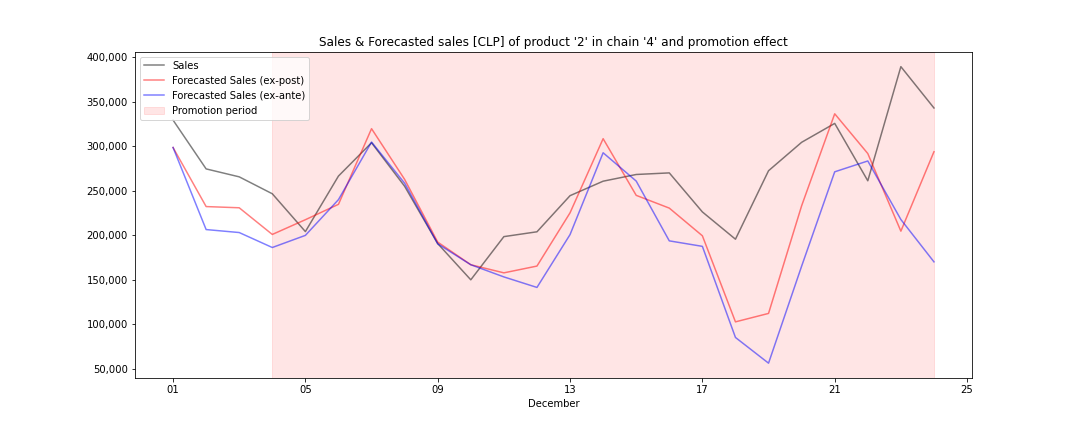 Sales & Forecasted sales [CLP] of product '2' in chain '4' and promotion effect
400,000
350,000
300,000
250,000
200,000
150,000
100,000
50,000
Sales
Forecasted Sales (ex-post)
Forecasted Sales (ex-ante)
Promotion period
01
05
09
13
17
21
25
December